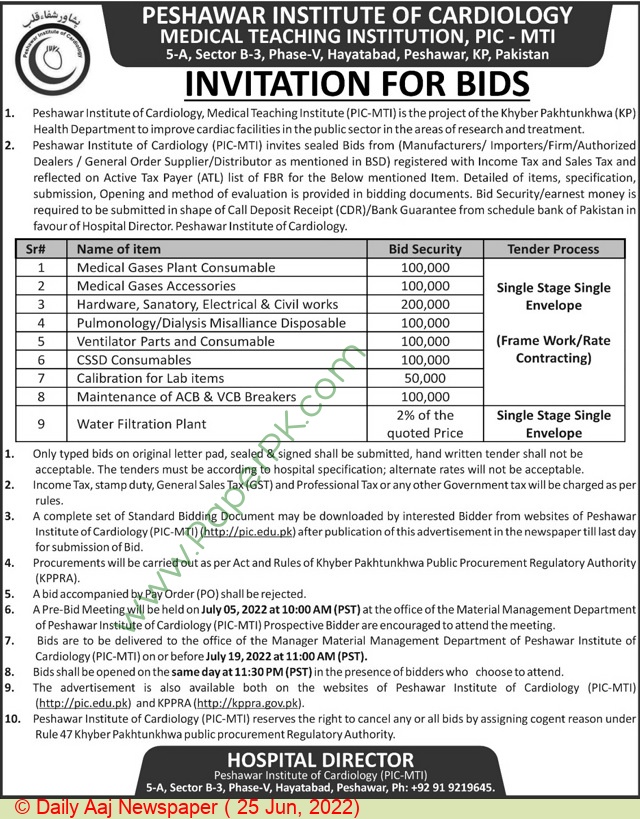 پشاور شفاء قلب
Peshawar Institute of Cardiology
PESHAWAR INSTITUTE OF CARDIOLOGY
MEDICAL TEACHING INSTITUTION, PIC - MTI
5-A, Sector B-3, Phase-V, Hayatabad, Peshawar, KP, Pakistan
INVITATION FOR BIDS
1. Peshawar Institute of Cardiology, Medical Teaching Institute (PIC-MTI) is the project of the Khyber Pakhtunkhwa (KP)
Health Department to improve cardiac facilities in the public sector in the areas of research and treatment.
2. Peshawar Institute of Cardiology (PIC-MTI) invites sealed Bids from (Manufacturers/ Importers/Firm/Authorized
Dealers / General Order Supplier/Distributor as mentioned in BSD) registered with Income Tax and Sales Tax and
reflected on Active Tax Payer (ATL) list of FBR for the Below mentioned Item. Detailed of items, specification,
submission, Opening and method of evaluation is provided in bidding documents. Bid Security/earnest money is
required to be submitted in shape of Call Deposit Receipt (CDR)/Bank Guarantee from schedule bank of Pakistan in
favour of Hospital Director. Peshawar Institute of Cardiology.
Sr# Name of item Bid Security Tender Process
1 Medical Gases Plant Consumable 100,000
2 Medical Gases Accessories 100,000
3 Hardware, Sanatory, Electrical & Civil works 200,000
4 Pulmonology/Dialysis Misalliance Disposable 100,000
5 Ventilator Parts and Consumable 100,000
6 CSSD Consumables 100,000
7 Calibration for Lab items 50,000
8 Maintenance of ACB & VCB Breakers 100,000
Single Stage Single
Envelope
(Frame Work/Rate
Contracting)
9 Water Filtration Plant 2% of the
quoted Price
Single Stage Single
Envelope
1. Only typed bids on original letter pad, sealed & signed shall be submitted, hand written tender shall not be
acceptable. The tenders must be according to hospital specification; alternate rates will not be acceptable.
2. Income Tax, stamp duty, General Sales Tax (GST) and Professional Tax or any other Government tax will be charged as per
rules.
3. A complete set of Standard Bidding Document may be downloaded by interested Bidder from websites of Peshawar
Institute of Cardiology (PIC-MTI) (http://pic.edu.pk) after publication of this advertisement in the newspaper till last day
for submission of Bid.
4. Procurements will be carried out as per Act and Rules of Khyber Pakhtunkhwa Public Procurement Regulatory Authority
(KPPRA).
5. A bid accompanied by Pay Order (PO) shall be rejected.
6. A Pre-Bid Meeting will be held on July 05, 2022 at 10:00 AM (PST) at the office of the Material Management Department
of Peshawar Institute of Cardiology (PIC-MTI) Prospective Bidder are encouraged to attend the meeting.
7. Bids are to be delivered to the office of the Manager Material Management Department of Peshawar Institute of
Cardiology (PIC-MTI) on or before July 19, 2022 at 11:00 AM (PST).
8. Bids shall be opened on the same day at 11:30 PM (PST) in the presence of bidders who choose to attend.
9. The advertisement is also available both on the websites of Peshawar Institute of Cardiology (PIC-MTI)
(http://pic.edu.pk) and KPPRA (http://kppra.gov.pk).
10. Peshawar Institute of Cardiology (PIC-MTI) reserves the right to cancel any or all bids by assigning cogent reason under
Rule 47 Khyber Pakhtunkhwa public procurement Regulatory Authority.
HOSPITAL DIRECTOR
Peshawar Institute of Cardiology (PIC-MTI)
5-A, Sector B-3, Phase-V, Hayatabad, Peshawar, Ph: +92 91 9219645.
www.PaperPK.com
© Daily Aaj Newspaper ( 25 Jun, 2022)